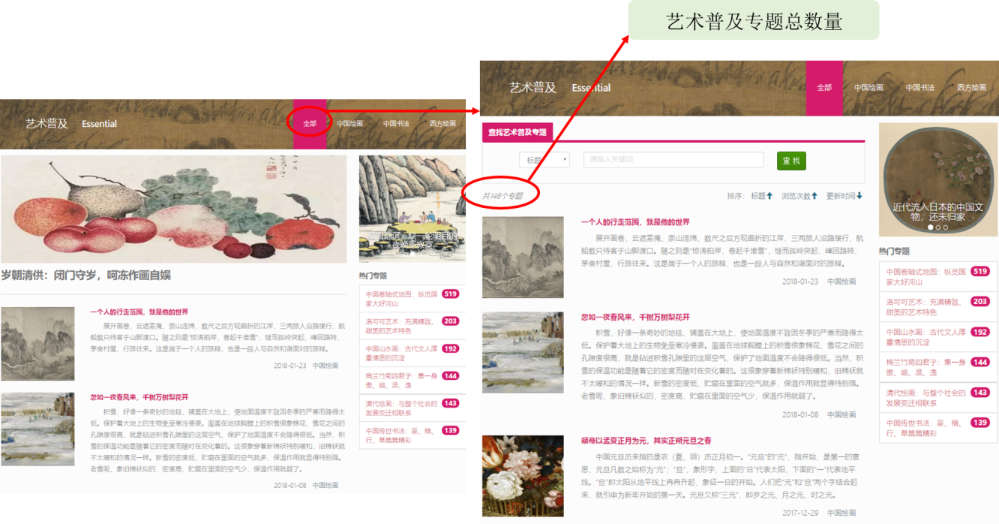 艺术普及专题总数量
艺术普及 Essential
全部 中国绘画 中国书法 西方绘画
岁朝清供：闭门守岁，呵冻作画自娱
一个人的行走范围，就是他的世界
展开画卷，云遮雾掩，崇山连绵，数尺之后方现曲折的江岸，三两旅人沿路缓行，航
船数只待客于山脚渡口。随之则是“惊涛拍岸，卷起千堆雪”，继而孤岭突起，峰回路转，
茅舍村屋，行旅往来。这是属于一个人的旅程，也是一段人与自然和谐面对的旅程。
2018-01-23 中国绘画
忽如一夜春风来，千树万树梨花开
积雪，好像一条奇妙的地毯，铺盖在大地上，使地面温度不致因冬季的严寒而降得太
低。保护着大地上的生物免受寒冷侵袭。覆盖在地球胸膛上的积雪很象棉花，雪花之间的
孔隙度很高，就是钻进积雪孔隙里的这层空气，保护了地面温度不会降得很低。当然，积
雪的保温功能是随着它的密度而随时在变化着的。这很象穿着新棉袄特别暖和，旧棉袄就
不太暖和的情况一样。新雪的密度低，贮藏在里面的空气就多，保温作用就显得特别强。
老雪呢，象旧棉袄似的，密度高，贮藏在里面的空气少，保温作用就弱了。
2018-01-08 中国绘画
夜晚多寂寞
热门专题
中国卷轴式地图：纵览国 519
家大好河山
洛可可艺术：充满精致、 203
甜美的艺术特色
中国山水画：古代文人厚 192
重情思的沉淀
梅兰竹菊四君子：集一身 144
傲、幽、澹、逸
清代绘画：与整个社会的 143
发展变迁相联系
中国传世书法：篆、楷、 139
行、草篇篇精彩
艺术普及 Essential
全部 中国绘画 中国书法 西方绘画
查找艺术普及专题
标题 请输入关键词 查 找
共146个专题
排序： 标题 浏览次数 更新时间
一个人的行走范围，就是他的世界
展开画卷，云遮雾掩，崇山连绵，数尺之后方现曲折的江岸，三两旅人沿路缓行，航
船数只待客于山脚渡口。随之则是“惊涛拍岸，卷起千堆雪”，继而孤岭突起，峰回路转，
茅舍村屋，行旅往来。这是属于一个人的旅程，也是一段人与自然和谐面对的旅程。
2018-01-23 中国绘画
忽如一夜春风来，千树万树梨花开
积雪，好像一条奇妙的地毯，铺盖在大地上，使地面温度不致因冬季的严寒而降得太
低。保护着大地上的生物免受寒冷侵袭。覆盖在地球胸膛上的积雪很象棉花，雪花之间的
孔隙度很高，就是钻进积雪孔隙里的这层空气，保护了地面温度不会降得很低。当然，积
雪的保温功能是随着它的密度而随时在变化着的。这很象穿着新棉袄特别暖和，旧棉袄就
不太暖和的情况一样。新雪的密度低，贮藏在里面的空气就多，保温作用就显得特别强。
老雪呢，象旧棉袄似的，密度高，贮藏在里面的空气少，保温作用就弱了。
2018-01-08 中国绘画
颛帝以孟夏正月为元，其实正朔元旦之春
中国元旦历来指的是农（夏、阴）历正月初一。“元旦”的“元”，指开始，是第一的意
思，元旦凡数之始称为“元”；“旦”，象形字，上面的“日”代表太阳，下面的“一”代表地平
线。“旦”即太阳从地平线上冉冉升起，象征一日的开始。人们把“元”和“旦”两个字结合起
来，就引申为新年开始的第一天。元旦又称“三元”，即岁之元、月之元、时之元。
2017-12-29 中国绘画
近代流入日本的中国文
物，还未归家
热门专题
中国卷轴式地图：纵览国 519
家大好河山
洛可可艺术：充满精致、 203
甜美的艺术特色
中国山水画：古代文人厚 192
重情思的沉淀
梅兰竹菊四君子：集一身 144
傲、幽、澹、逸
清代绘画：与整个社会的 143
发展变迁相联系
中国传世书法：篆、楷、 139
行、草篇篇精彩